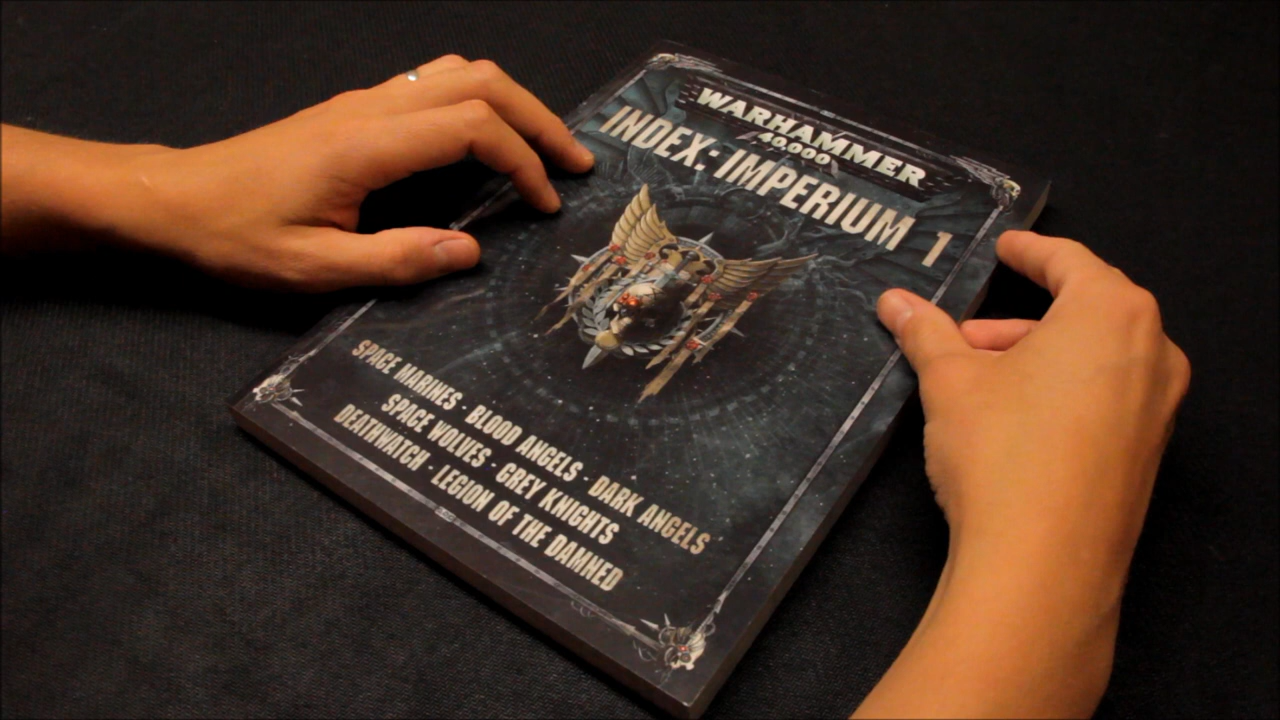 WARHAMMER
40,000
INDEX: IMPERIUM 1
SPACE MARINES · BLOOD ANGELS · DARK ANGELS
SPACE WOLVES · GREY KNIGHTS
DEATHWATCH · LEGION OF THE DAMNED